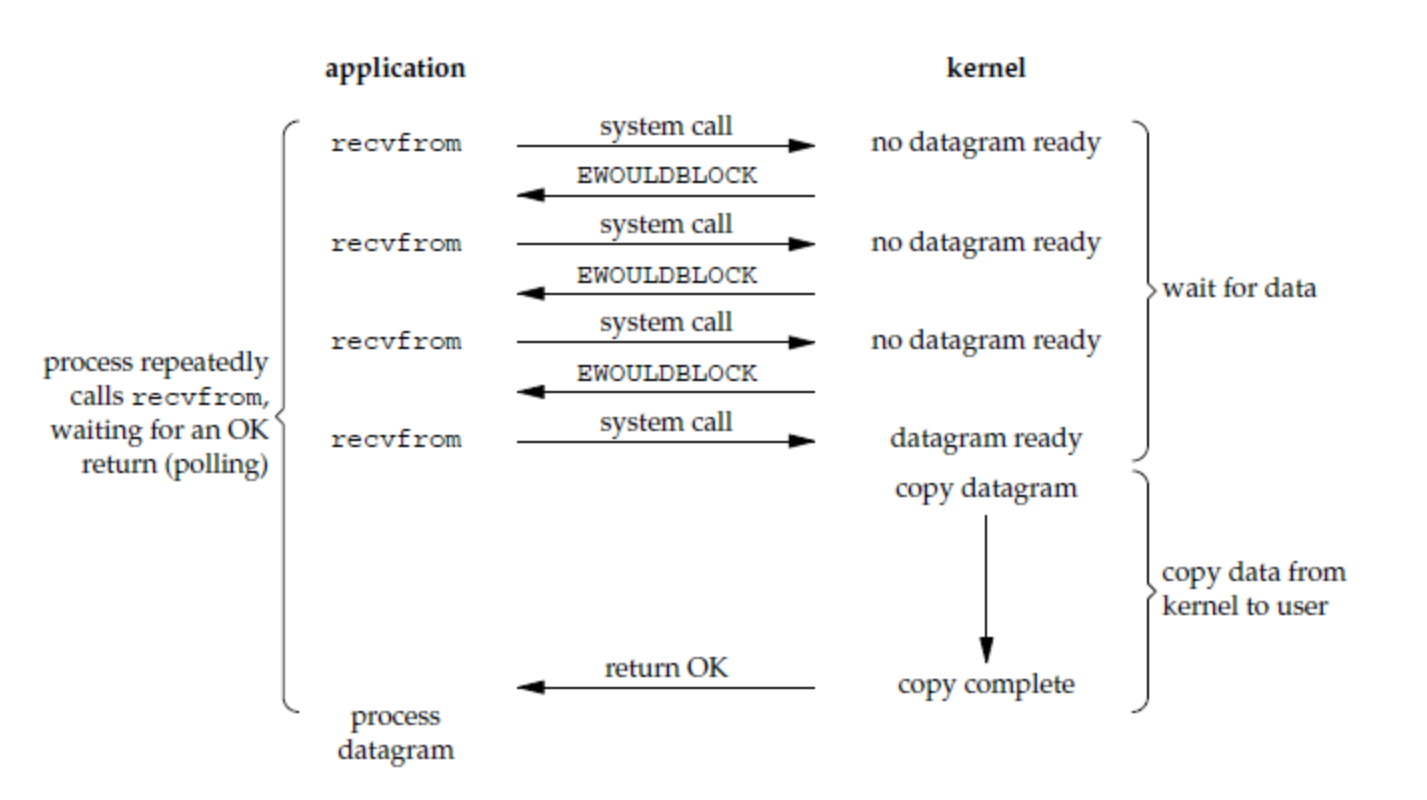 application
kernel
recvfrom
system call
no datagram ready
EWOULDBLOCK
recvfrom
system call
no datagram ready
EWOULDBLOCK
wait for data
recvfrom
system call
no datagram ready
EWOULDBLOCK
process repeatedly
calls recvfrom,
waiting for an OK
return (polling)
recvfrom
system call
datagram ready
copy datagram
copy data from
kernel to user
return OK
copy complete
process
datagram